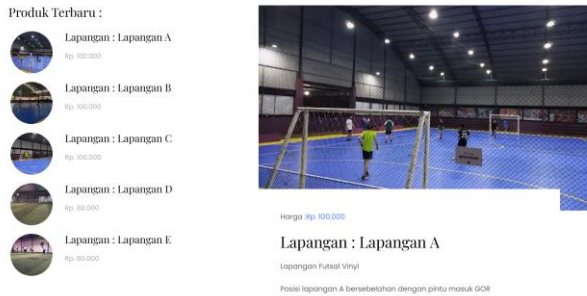 Produk Terbaru :
Lapangan : Lapangan A
Rp. 100.000
Lapangan : Lapangan B
Rp. 100.000
Lapangan : Lapangan C
Rp. 100.000
Lapangan : Lapangan D
Rp. 80.000
Lapangan : Lapangan E
Rp. 80.000
Harga :Rp. 100.000
Lapangan : Lapangan A
Lapangan Futsal Vinyl
Posisi lapangan A bersebelahan dengan pintu masuk GOR